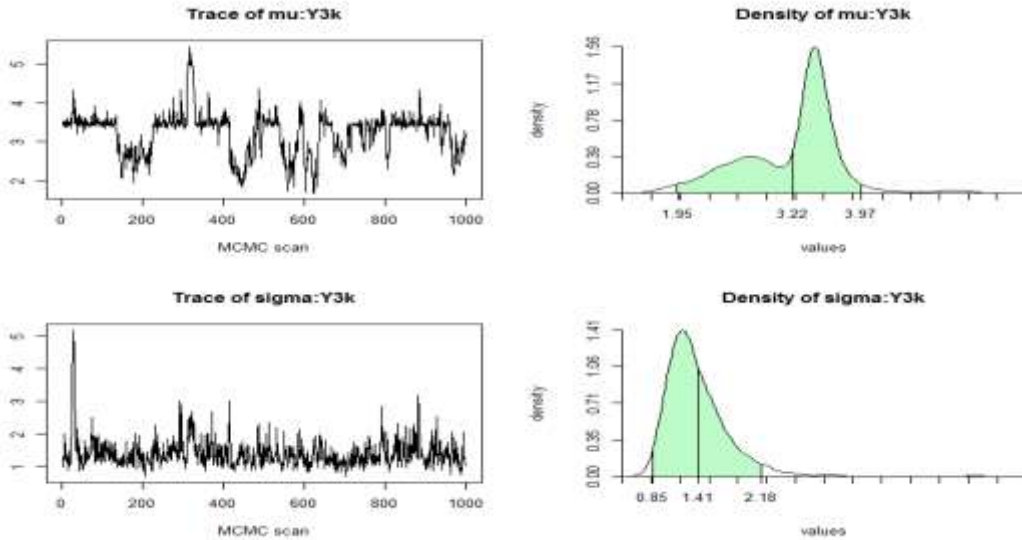 Trace of mu:Y3k
5
4
3
2
0 200 400 600 800 1000
MCMC scan
Density of mu:Y3k
density
1.56
1.17
0.78
0.39
0.00
1.95 3.22 3.97
values
Trace of sigma:Y3k
5
4
3
2
1
0 200 400 600 800 1000
MCMC scan
Density of sigma:Y3k
density
1.41
1.06
0.71
0.35
0.00
0.85 1.41 2.18
values